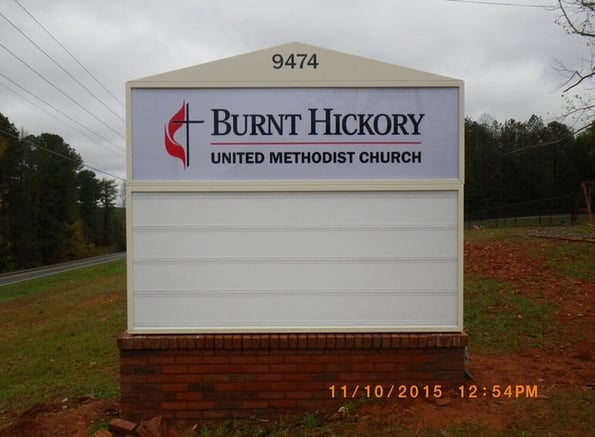 9474
BURNT HICKORY
UNITED METHODIST CHURCH
11/10/2015 12:54PM